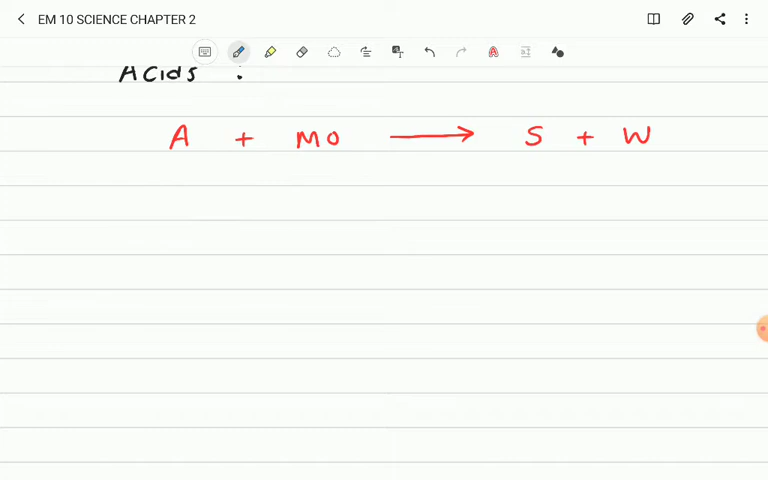 EM 10 SCIENCE CHAPTER 2
Acids :
A + MO → S + W